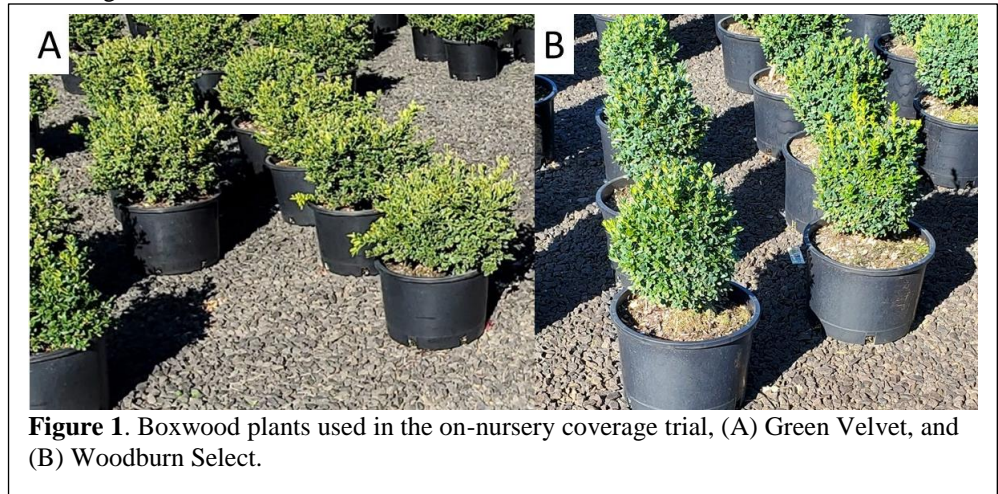 A
B
Figure 1. Boxwood plants used in the on-nursery coverage trial, (A) Green Velvet, and
(B) Woodburn Select.